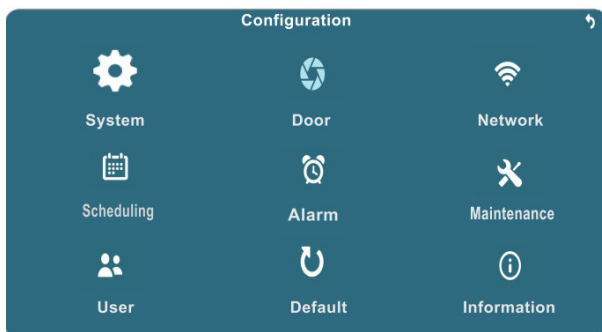 Configuration
System Door Network
Scheduling Alarm Maintenance
User Default Information